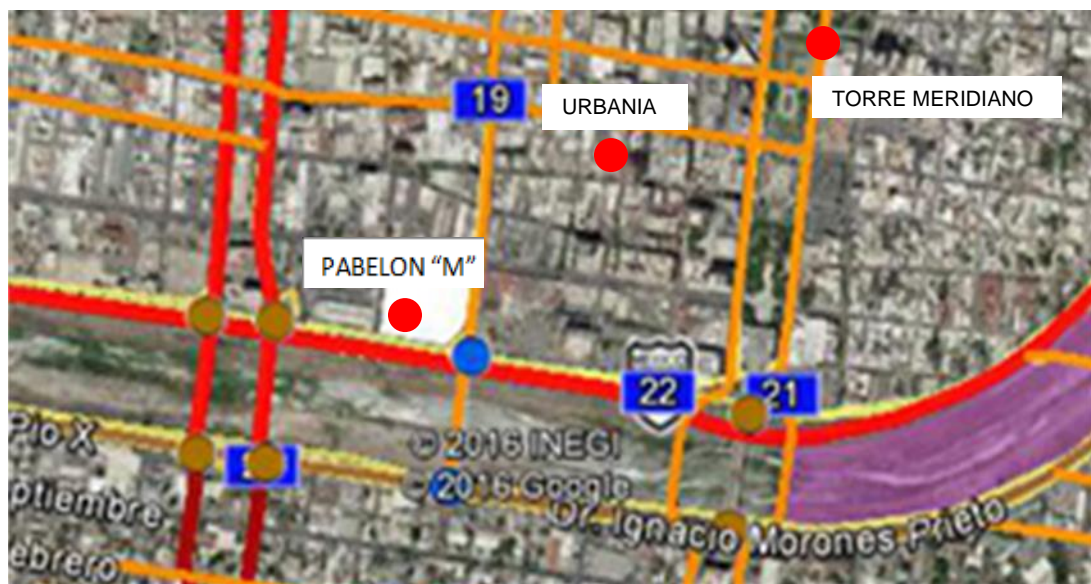 19
URBANIA
TORRE MERIDIANO
PABELON “M”
22
21
Pio X
© 2016 INEGI
© 2016 Google
Dr. Ignacio Morones Prieto
ptiembre
ebrero